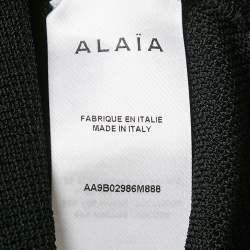 ALAÏA
FABRIQUE EN ITALIE
MADE IN ITALY
AA9B02986M888